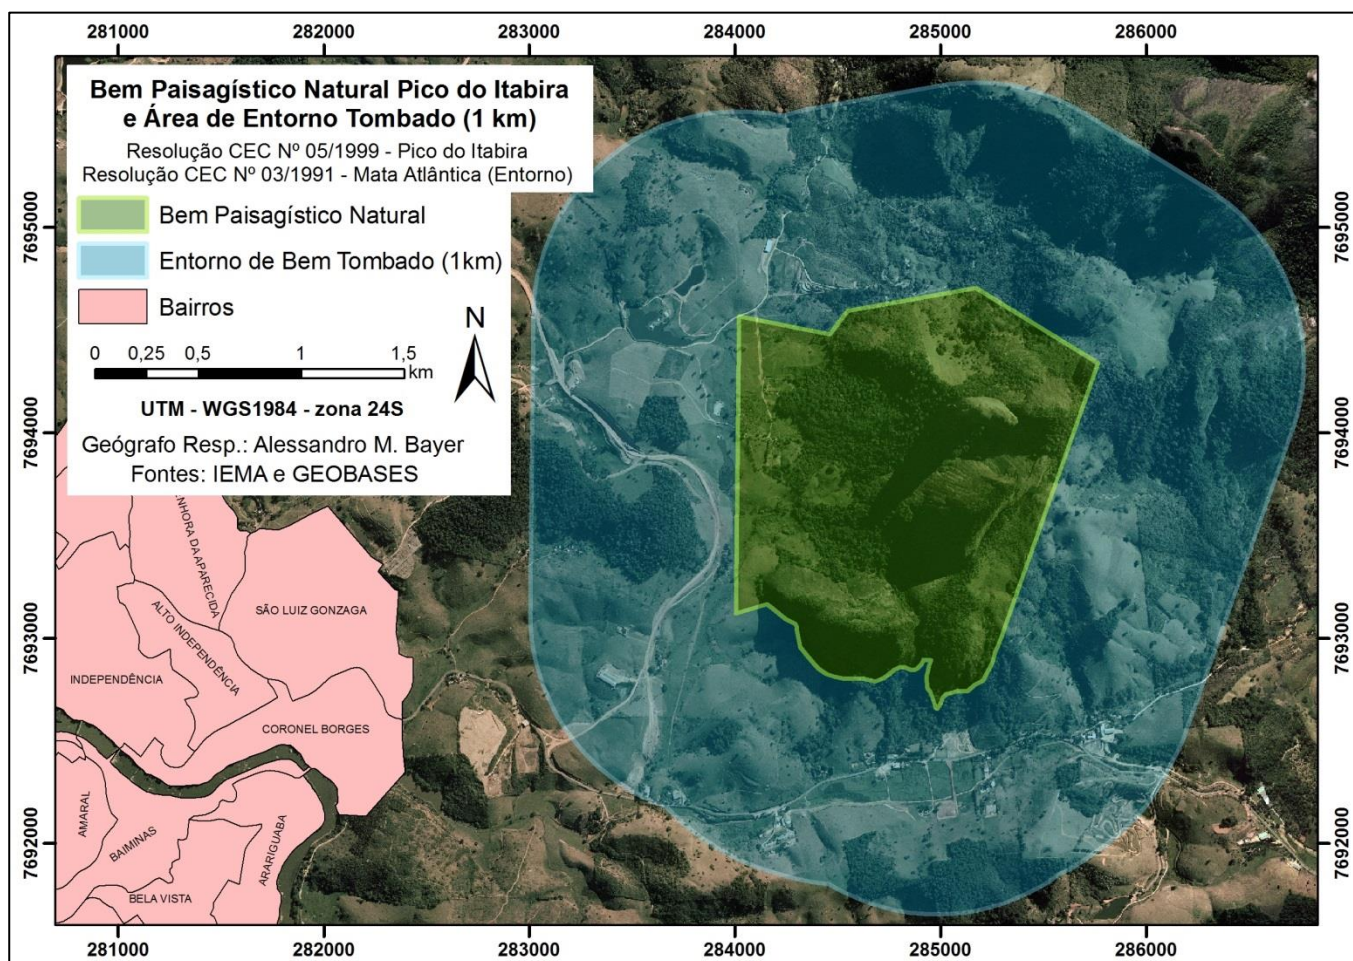 281000 282000 283000 284000 285000 286000
Bem Paisagístico Natural Pico do Itabira
e Área de Entorno Tombado (1 km)
Resolução CEC Nº 05/1999 - Pico do Itabira
Resolução CEC Nº 03/1991 - Mata Atlântica (Entorno)
Bem Paisagístico Natural
Entorno de Bem Tombado (1km)
Bairros
N
0 0,25 0,5 1 1,5
km
UTM - WGS1984 - zona 24S
Geógrafo Resp.: Alessandro M. Bayer
Fontes: IEMA e GEOBASES
7695000
7695000
7694000
7694000
ENHORA DA APARECIDA
SÃO LUIZ GONZAGA
ALTO INDEPENDÊNCIA
INDEPENDÊNCIA
7693000
7693000
CORONEL BORGES
AMARAL
BAIMINAS
ARARIGUABA
BELA VISTA
7692000
7692000
281000 282000 283000 284000 285000 286000